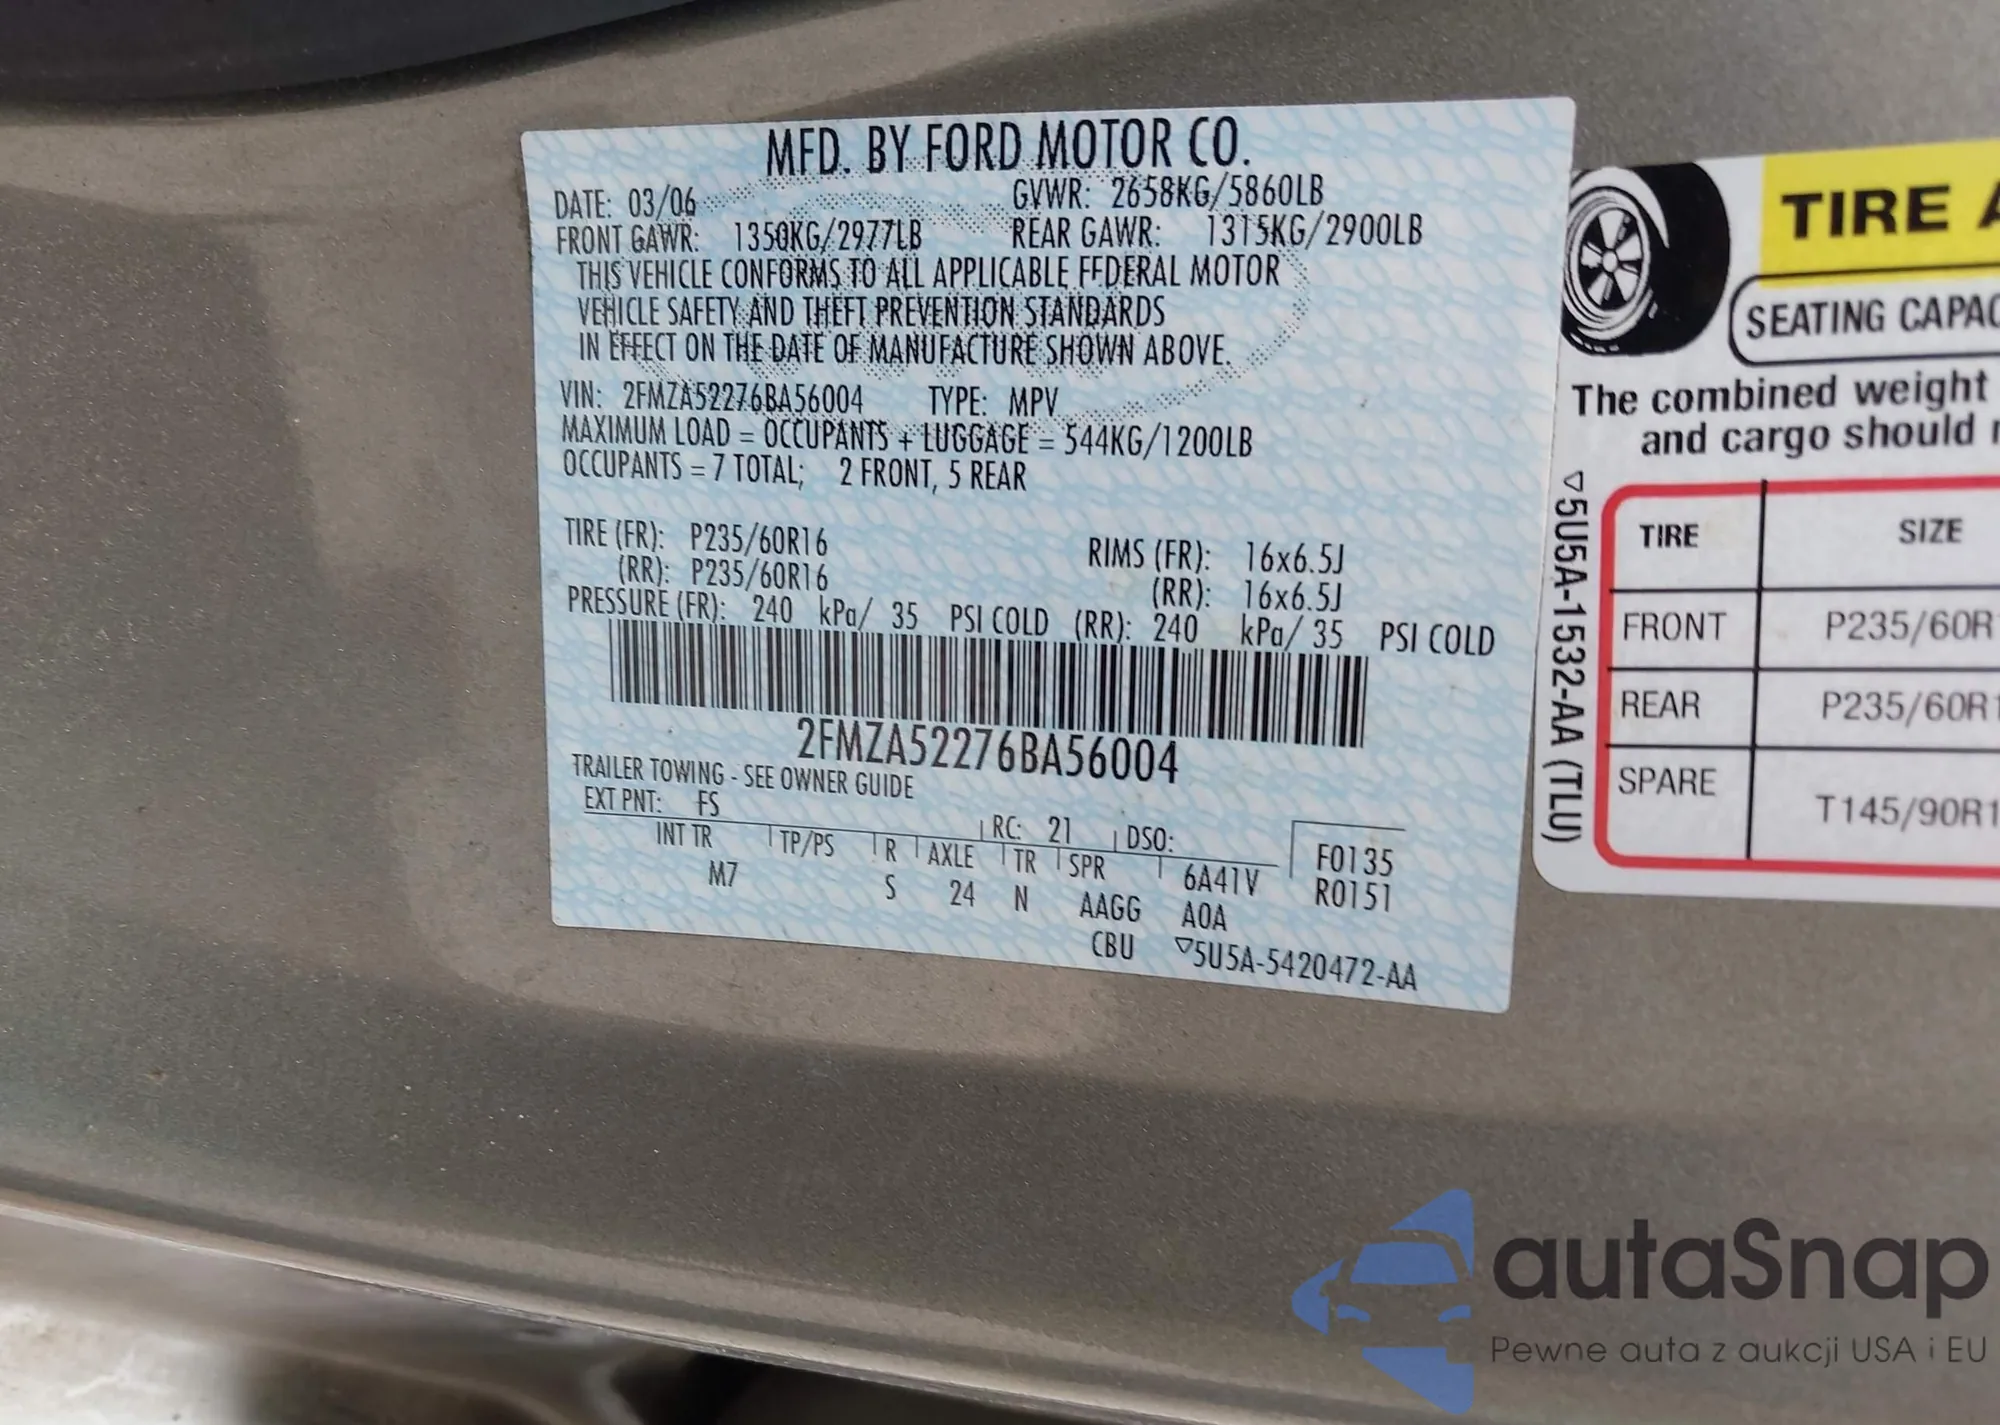 MFD. BY FORD MOTOR CO.
DATE: 03/06 GVWR: 2658KG/5860LB
FRONT GAWR: 1350KG/2977LB REAR GAWR: 1315KG/2900LB
THIS VEHICLE CONFORMS TO ALL APPLICABLE FEDERAL MOTOR
VEHICLE SAFETY AND THEFT PREVENTION STANDARDS
IN EFFECT ON THE DATE OF MANUFACTURE SHOWN ABOVE.
VIN: 2FMZA52276BA56004 TYPE: MPV
MAXIMUM LOAD = OCCUPANTS + LUGGAGE = 544KG/1200LB
OCCUPANTS = 7 TOTAL; 2 FRONT, 5 REAR
TIRE (FR): P235/60R16 RIMS (FR): 16x6.5J
(RR): P235/60R16 (RR): 16x6.5J
PRESSURE (FR): 240 kPa/ 35 PSI COLD (RR): 240 kPa/ 35 PSI COLD
2FMZA52276BA56004
TRAILER TOWING - SEE OWNER GUIDE
EXT PNT: FS RC: 21 DSO:
INT TR TP/PS R AXLE TR SPR 6A41V F0135
M7 S 24 N AAGG A0A R0151
CBU ▽5U5A-5420472-AA
TIRE A
SEATING CAPAC
The combined weight
and cargo should
▽5U5A-1532-AA (TLU)
TIRE SIZE
FRONT P235/60R
REAR P235/60R1
SPARE T145/90R1
autaSnap
Pewne auta z aukcji USA i EU